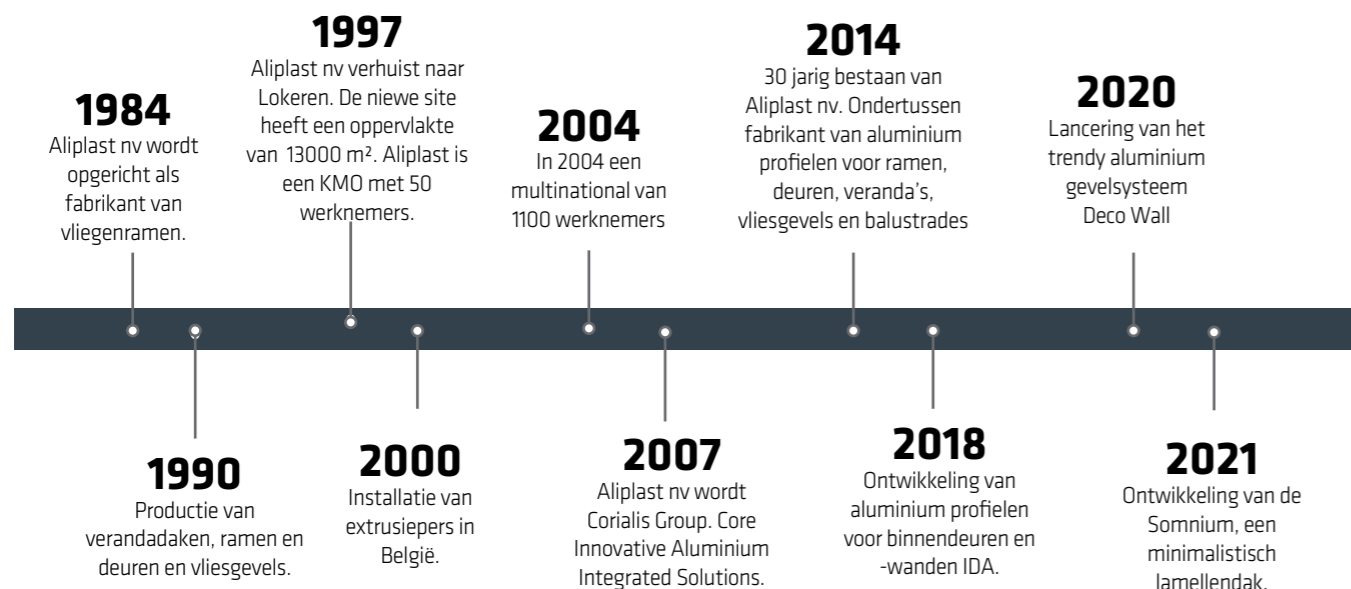 1984
Aliplast nv wordt
opgericht als
fabrikant van
vliegenramen.
1990
Productie van
verandadaken, ramen en
deuren en vliesgevels.
1997
Aliplast nv verhuist naar
Lokeren. De niewe site
heeft een oppervlakte
van 13000 m². Aliplast is
een KMO met 50
werknemers.
2000
Installatie van
extrusiepers in
België.
2004
In 2004 een
multinational van
1100 werknemers
2007
Aliplast nv wordt
Corialis Group. Core
Innovative Aluminium
Integrated Solutions.
2014
30 jarig bestaan van
Aliplast nv. Ondertussen
fabrikant van aluminium
profielen voor ramen,
deuren, veranda's,
vliesgevels en balustrades
2018
Ontwikkeling van
aluminium profielen
voor binnendeuren en
-wanden IDA.
2020
Lancering van het
trendy aluminium
gevelsysteem
Deco Wall
2021
Ontwikkeling van de
Somnium, een
minimalistisch
lamellendak.